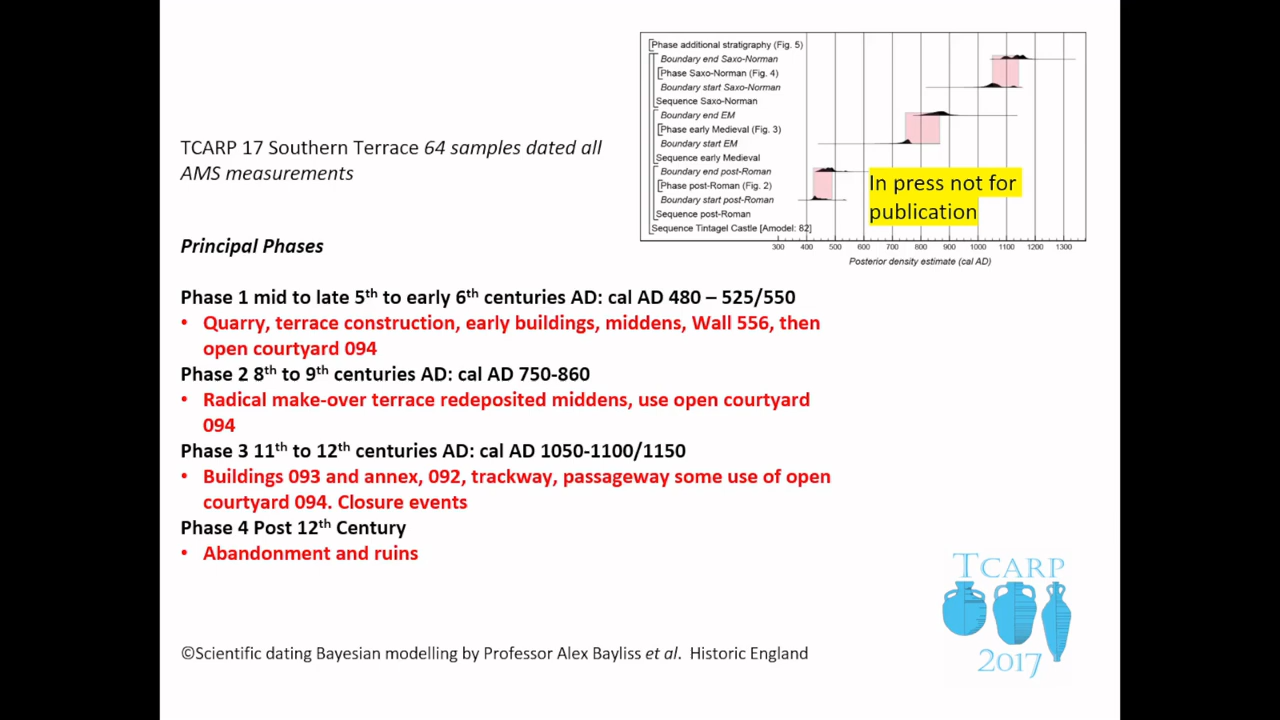 Phase additional stratigraphy (Fig. 5)
Boundary end Saxo-Norman
Phase Saxo-Norman (Fig. 4)
Boundary start Saxo-Norman
Sequence Saxo-Norman
Boundary end EM
Phase early Medieval (Fig. 3)
Boundary start EM
Sequence early Medieval
Boundary end post-Roman
Phase post-Roman (Fig. 2)
Boundary start post-Roman
Sequence post-Roman
Sequence Tintagel Castle [Amodel: 82]
300 400 500 600 700 800 900 1000 1100 1200 1300
Posterior density estimate (cal AD)
In press not for
publication
TCARP 17 Southern Terrace 64 samples dated all
AMS measurements
Principal Phases
Phase 1 mid to late 5th to early 6th centuries AD: cal AD 480 – 525/550
• Quarry, terrace construction, early buildings, middens, Wall 556, then
open courtyard 094
Phase 2 8th to 9th centuries AD: cal AD 750-860
• Radical make-over terrace redeposited middens, use open courtyard
094
Phase 3 11th to 12th centuries AD: cal AD 1050-1100/1150
• Buildings 093 and annex, 092, trackway, passageway some use of open
courtyard 094. Closure events
Phase 4 Post 12th Century
• Abandonment and ruins
TCARP
2017
©Scientific dating Bayesian modelling by Professor Alex Bayliss et al. Historic England